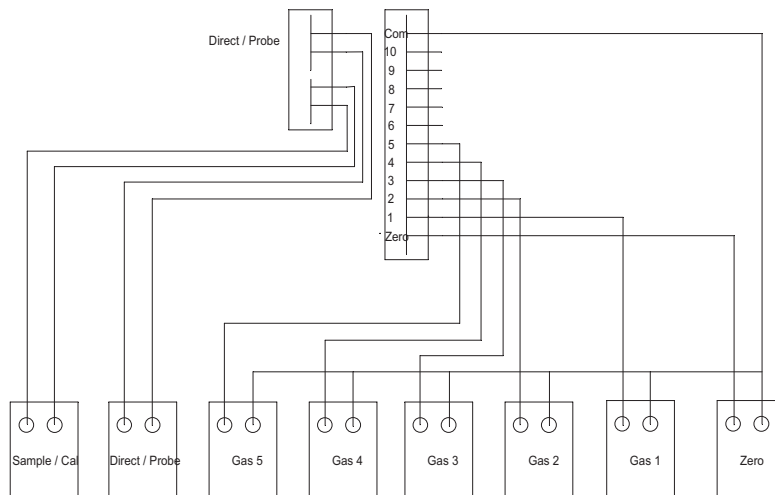 Direct / Probe
Com
10
9
8
7
6
5
4
3
2
1
Zero
Sample / Cal
Direct / Probe
Gas 5
Gas 4
Gas 3
Gas 2
Gas 1
Zero